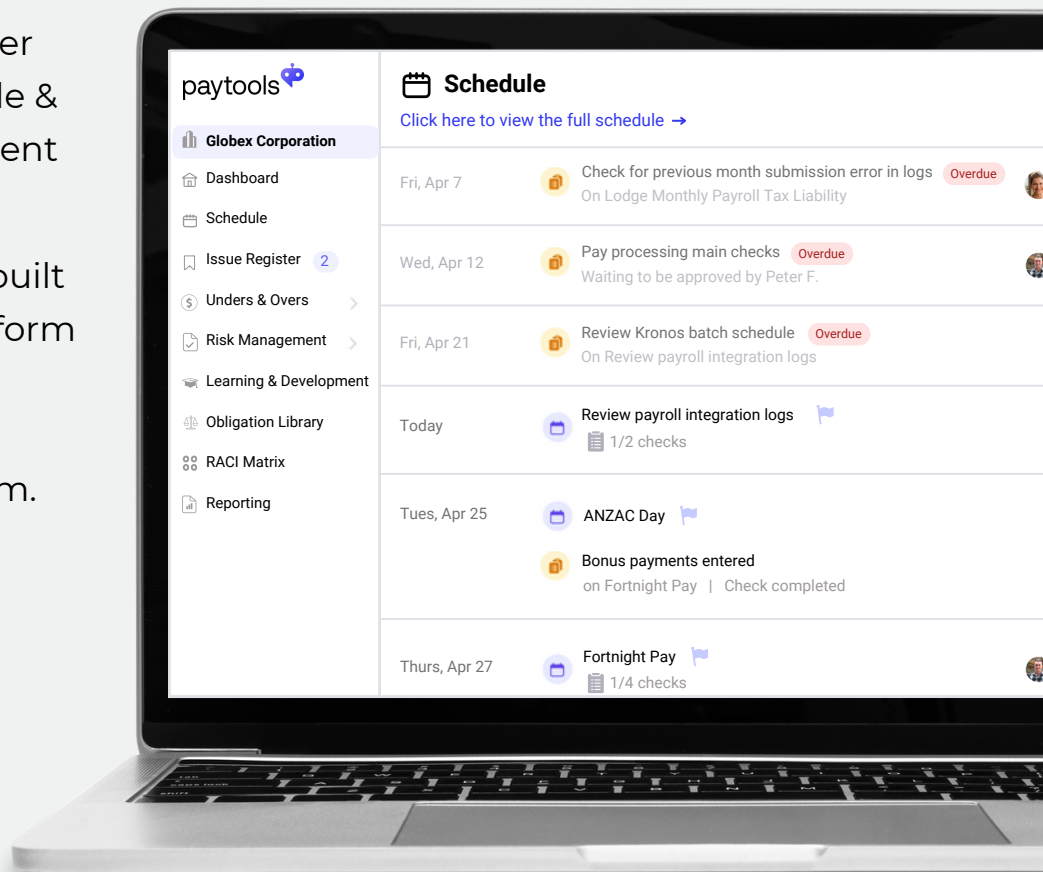 er
le &
ent
built
form
m.
paytools
Globex Corporation
Dashboard
Schedule
Issue Register 2
Unders & Overs
Risk Management
Learning & Development
Obligation Library
RACI Matrix
Reporting
Schedule
Click here to view the full schedule →
Fri, Apr 7
Check for previous month submission error in logs Overdue
On Lodge Monthly Payroll Tax Liability
Wed, Apr 12
Pay processing main checks Overdue
Waiting to be approved by Peter F.
Fri, Apr 21
Review Kronos batch schedule Overdue
On Review payroll integration logs
Today
Review payroll integration logs
1/2 checks
Tues, Apr 25
ANZAC Day
Bonus payments entered
on Fortnight Pay | Check completed
Thurs, Apr 27
Fortnight Pay
1/4 checks
tab
caps lock
shift